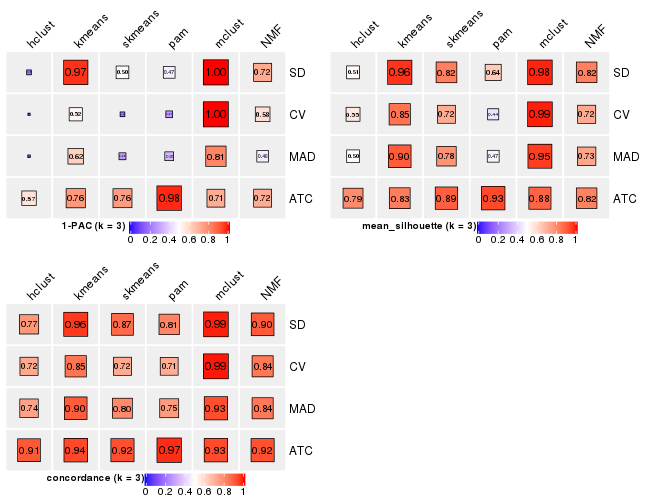 hclust kmeans skmeans pam mclust NMF
0.97 0.50 0.47 1.00 0.72 SD
0.52 1.00 0.58 CV
0.62 0.81 MAD
0.57 0.76 0.76 0.98 0.71 0.72 ATC
1-PAC (k = 3)
0 0.2 0.4 0.6 0.8 1
hclust kmeans skmeans pam mclust NMF
0.51 0.96 0.82 0.64 0.98 0.82 SD
0.55 0.85 0.72 0.44 0.99 0.72 CV
0.50 0.90 0.78 0.47 0.95 0.73 MAD
0.79 0.83 0.89 0.93 0.88 0.82 ATC
mean_silhouette (k = 3)
0 0.2 0.4 0.6 0.8 1
hclust kmeans skmeans pam mclust NMF
0.77 0.96 0.87 0.81 0.99 0.90 SD
0.72 0.85 0.72 0.71 0.99 0.84 CV
0.74 0.90 0.80 0.75 0.93 0.84 MAD
0.91 0.94 0.92 0.97 0.93 0.92 ATC
concordance (k = 3)
0 0.2 0.4 0.6 0.8 1